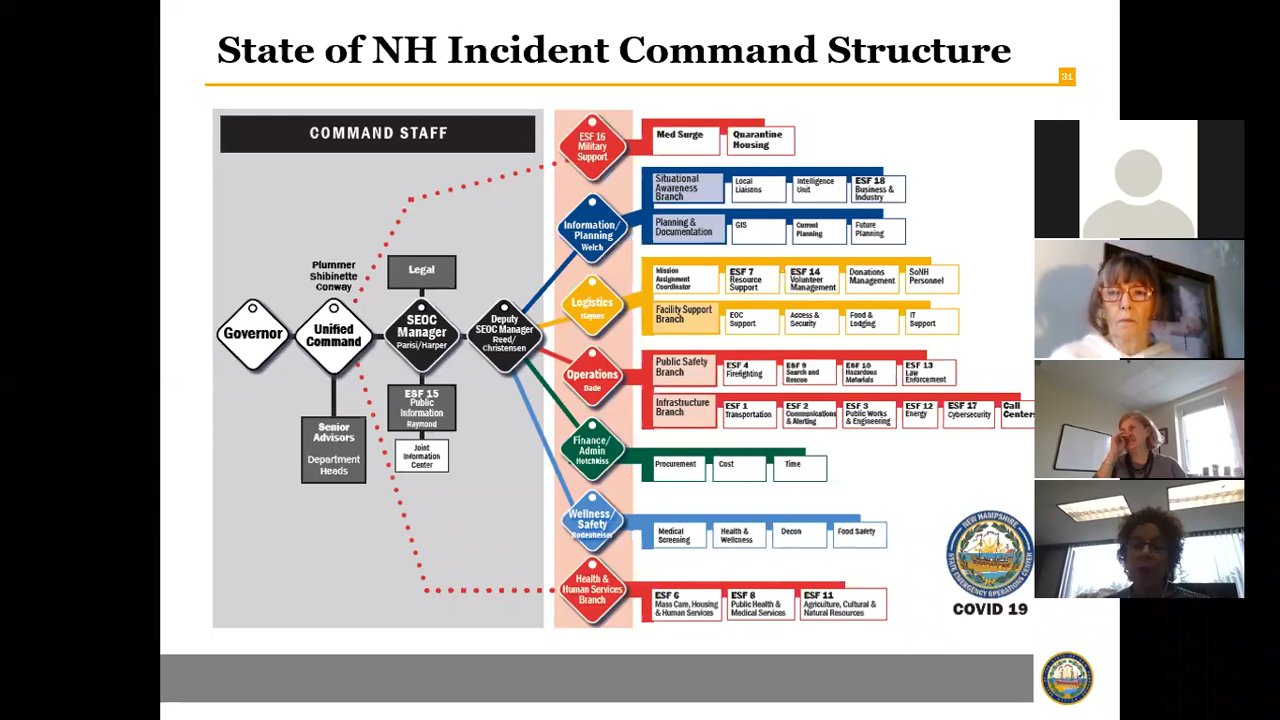 State of NH Incident Command Structure
31
COMMAND STAFF
Governor
Plummer
Shibinette
Conway
Unified
Command
Senior
Advisors
Department
Heads
Legal
SEOC
Manager
Parisi/Harper
ESF 15
Public
Information
Raymond
Joint
Information
Center
Deputy
SEOC Manager
Reed/
Christensen
ESF 16
Military
Support
Med Surge
Quarantine
Housing
Information/
Planning
Welch
Situational
Awareness
Branch
Local
Liaisons
Intelligence
Unit
ESF 18
Business &
Industry
Planning &
Documentation
GIS
Current
Planning
Future
Planning
Logistics
Haynes
Mission
Assignment
Coordinator
ESF 7
Resource
Support
ESF 14
Volunteer
Management
Donations
Management
SoNH
Personnel
Facility Support
Branch
EOC
Support
Access &
Security
Food &
Lodging
IT
Support
Operations
Dade
Public Safety
Branch
ESF 4
Firefighting
ESF 9
Search and
Rescue
ESF 10
Hazardous
Materials
ESF 13
Law
Enforcement
Infrastructure
Branch
ESF 1
Transportation
ESF 2
Communications
& Alerting
ESF 3
Public Works
& Engineering
ESF 12
Energy
ESF 17
Cybersecurity
Call
Centers
Finance/
Admin
Hotchkiss
Procurement
Cost
Time
Wellness/
Safety
Rodenheiser
Medical
Screening
Health &
Wellness
Decon
Food Safety
Health &
Human Services
Branch
ESF 6
Mass Care, Housing
& Human Services
ESF 8
Public Health &
Medical Services
ESF 11
Agriculture, Cultural &
Natural Resources
NEW HAMPSHIRE
STATE EMERGENCY OPERATIONS CENTER
COVID 19